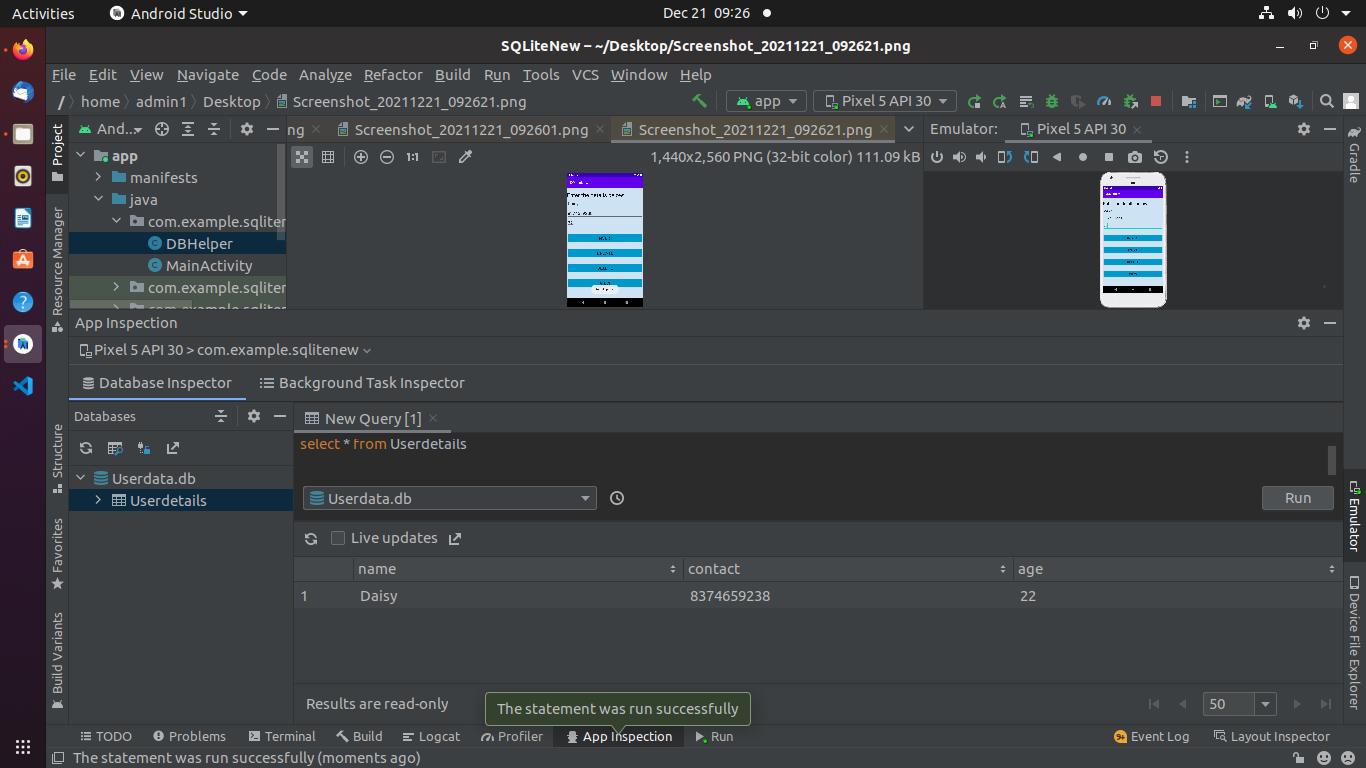 Activities Android Studio Dec 21 09:26
SQLiteNew – ~/Desktop/Screenshot_20211221_092621.png
File Edit View Navigate Code Analyze Refactor Build Run Tools VCS Window Help
/ home admin1 Desktop Screenshot_20211221_092621.png app Pixel 5 API 30
Project
And... ng Screenshot_20211221_092601.png Screenshot_20211221_092621.png Emulator: Pixel 5 API 30
Gradle
app 1:1 1,440x2,560 PNG (32-bit color) 111.09 kB
manifests
java
com.example.sqliter
DBHelper
MainActivity
com.example.sqliter
Resource Manager
App Inspection
Pixel 5 API 30 > com.example.sqlitenew
Database Inspector Background Task Inspector
Databases New Query [1]
select * from Userdetails
Structure
Userdata.db
Userdetails
Userdata.db Run
Emulator
Favorites
Live updates
name contact age
1 Daisy 8374659238 22
Device File Explorer
Build Variants
Results are read-only 50
The statement was run successfully
TODO Problems Terminal Build Logcat Profiler App Inspection Run 9+ Event Log Layout Inspector
The statement was run successfully (moments ago)